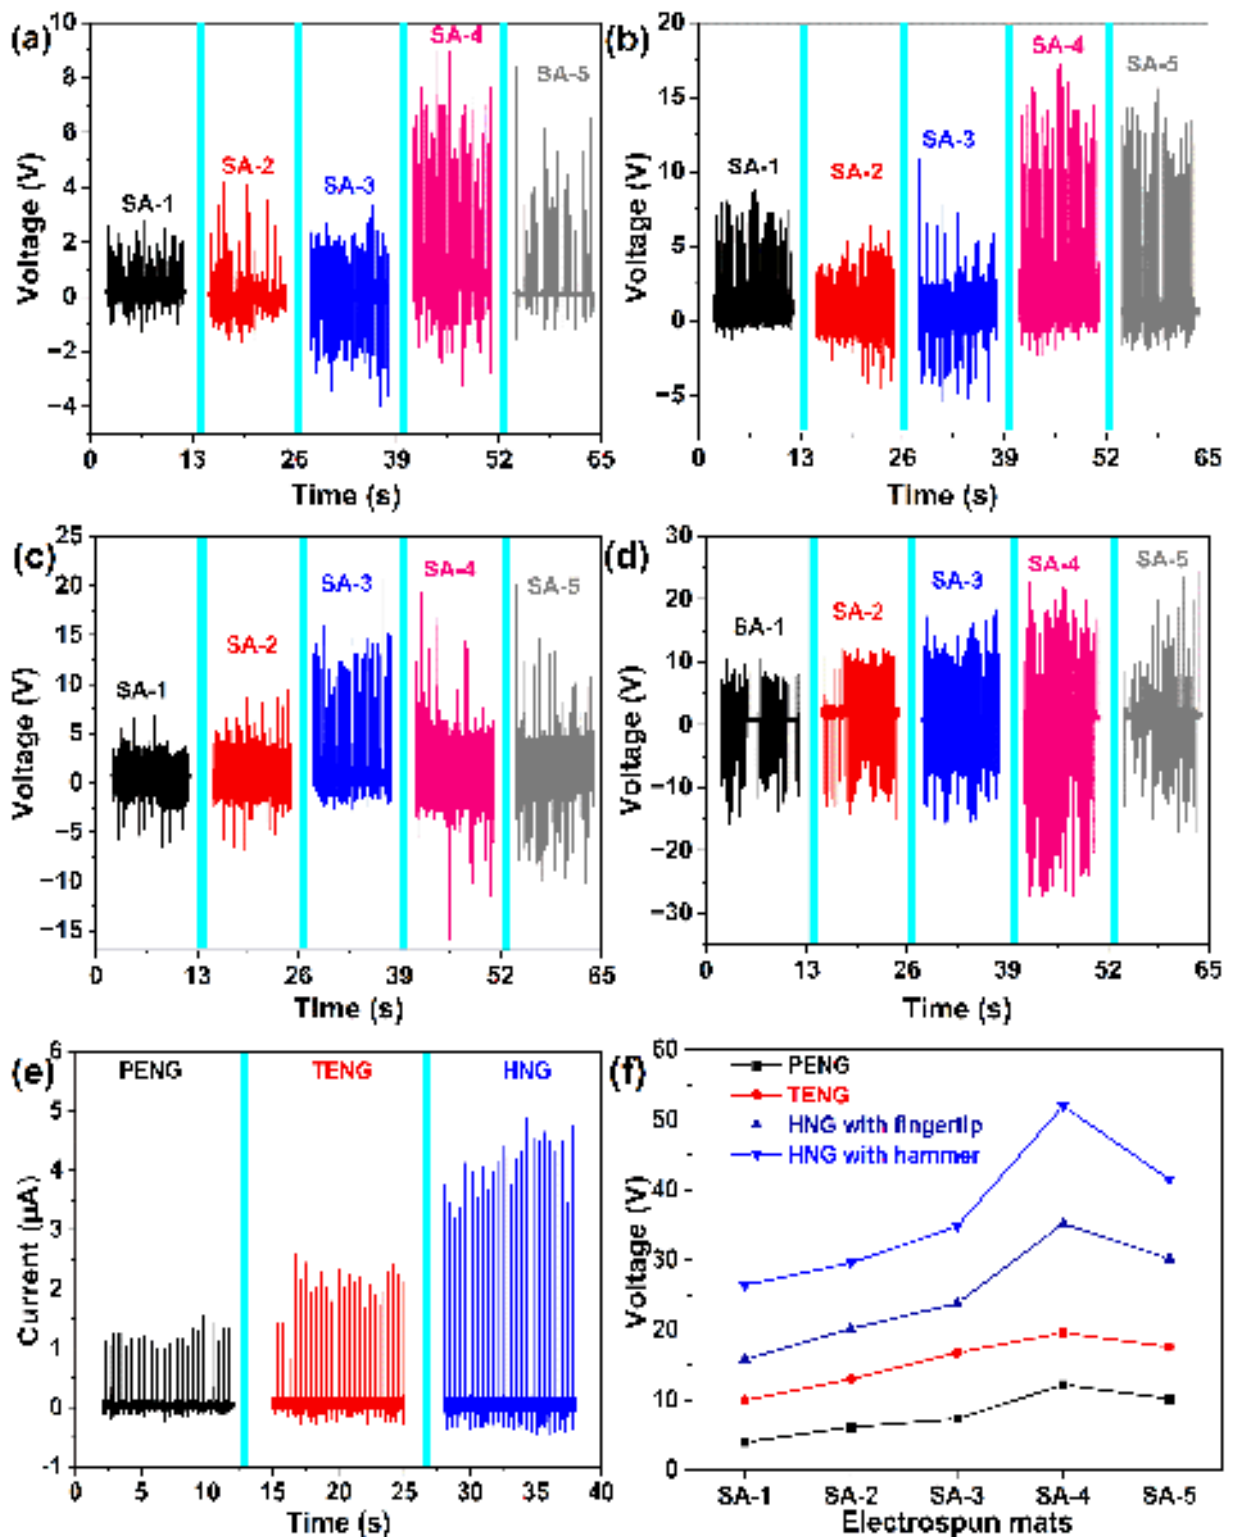 (a)
10
8
6
4
2
0
−2
−4
Voltage (V)
SA-1
SA-2
SA-3
SA-4
SA-5
0 13 26 39 52 65
Time (s)
(b)
20
15
10
5
0
−5
Voltage (V)
SA-1
SA-2
SA-3
SA-4
SA-5
0 13 26 39 52 65
Time (s)
(c)
25
20
15
10
5
0
−5
−10
−15
Voltage (V)
SA-1
SA-2
SA-3
SA-4
SA-5
0 13 26 39 52 65
Time (s)
(d)
30
20
10
0
−10
−20
−30
Voltage (V)
SA-1
SA-2
SA-3
SA-4
SA-5
0 13 26 39 52 65
Time (s)
(e)
6
5
4
3
2
1
0
-1
Current (µA)
PENG
TENG
HNG
0 5 10 15 20 25 30 35 40
Time (s)
(f)
60
50
40
30
20
10
0
Voltage (V)
PENG
TENG
HNG with fingertip
HNG with hammer
SA-1 SA-2 SA-3 SA-4 SA-5
Electrospun mats